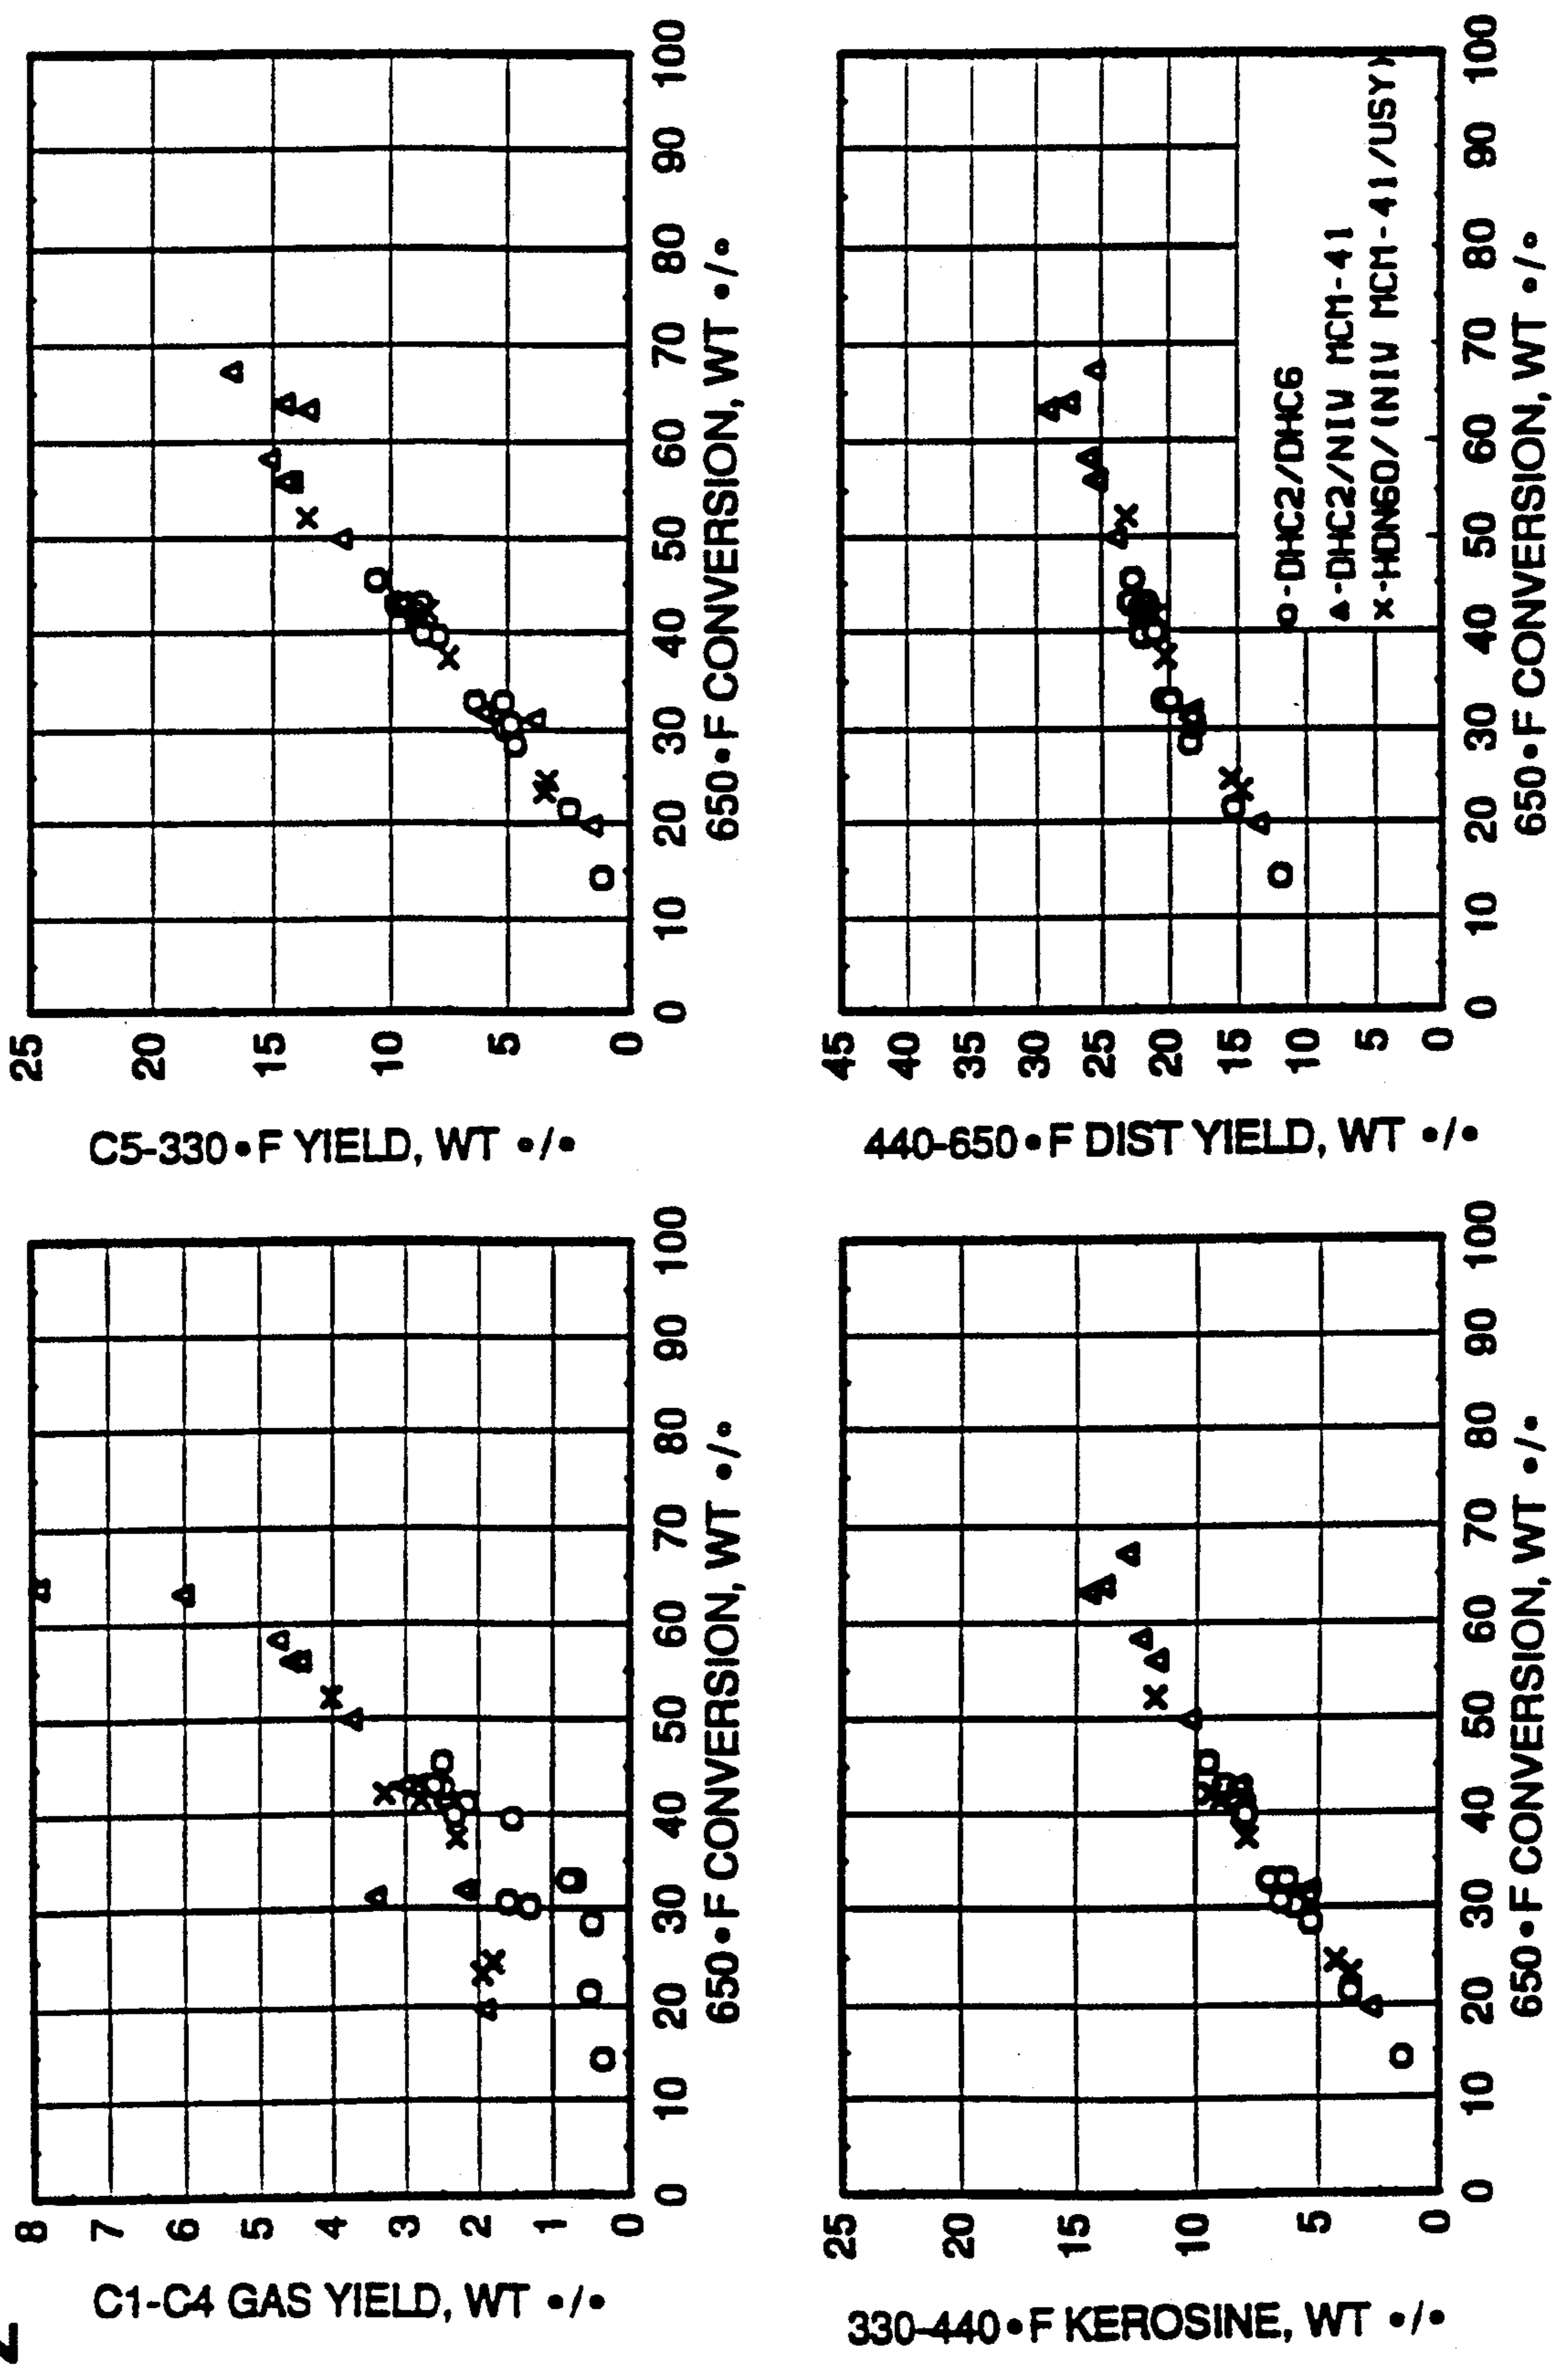 C1-C4 GAS YIELD, WT •/•
8
7
6
5
4
3
2
1
0
0 10 20 30 40 50 60 70 80 90 100
650•F CONVERSION, WT •/•
C5-330•F YIELD, WT •/•
25
20
15
10
5
0
0 10 20 30 40 50 60 70 80 90 100
650•F CONVERSION, WT •/•
330-440•F KEROSINE, WT •/•
25
20
15
10
5
0
0 10 20 30 40 50 60 70 80 90 100
650•F CONVERSION, WT •/•
440-650•F DIST YIELD, WT •/•
45
40
35
30
25
20
15
10
5
0
O-DHC2/DHC6
▲-DHC2/NIW MCM-41
X-HDN60/(NIW MCM-41/USY)
0 10 20 30 40 50 60 70 80 90 100
650•F CONVERSION, WT •/•